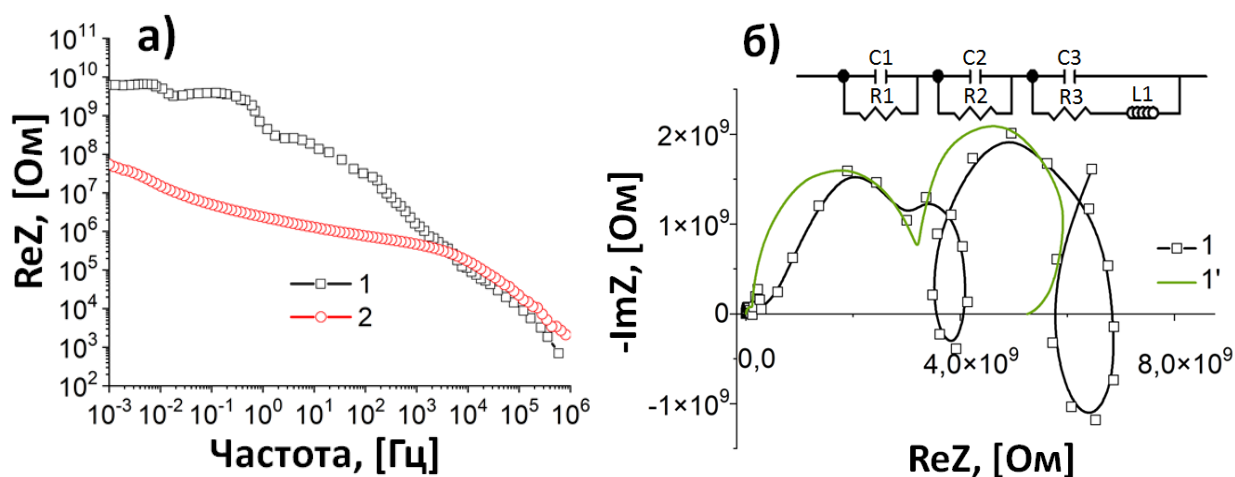 а)
ReZ, [Ом]
10¹¹
10¹⁰
10⁹
10⁸
10⁷
10⁶
10⁵
10⁴
10³
10²
1
2
10⁻³ 10⁻² 10⁻¹ 10⁰ 10¹ 10² 10³ 10⁴ 10⁵ 10⁶
Частота, [Гц]
б)
C1 C2 C3
R1 R2 R3 L1
-ImZ, [Ом]
2×10⁹
1×10⁹
0
-1×10⁹
0,0 4,0×10⁹ 8,0×10⁹
1
1'
ReZ, [Ом]